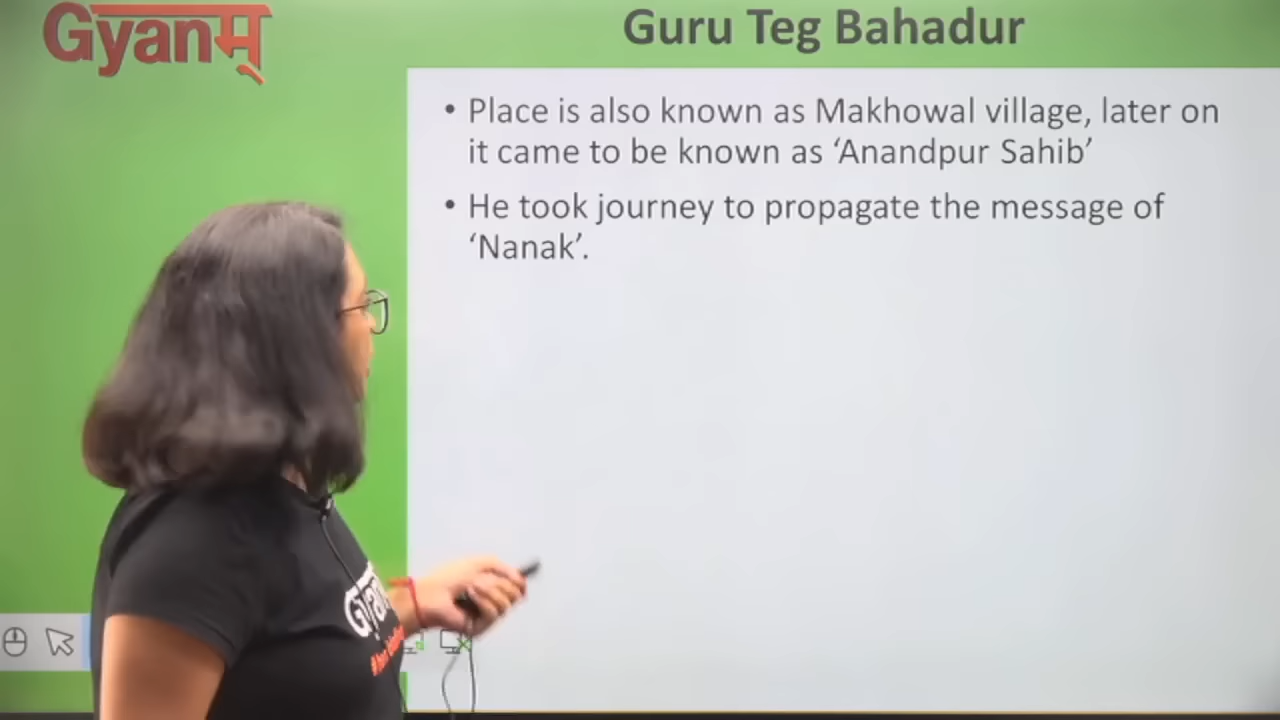 Gyanम्
Guru Teg Bahadur
• Place is also known as Makhowal village, later on
it came to be known as ‘Anandpur Sahib’
• He took journey to propagate the message of
‘Nanak’.